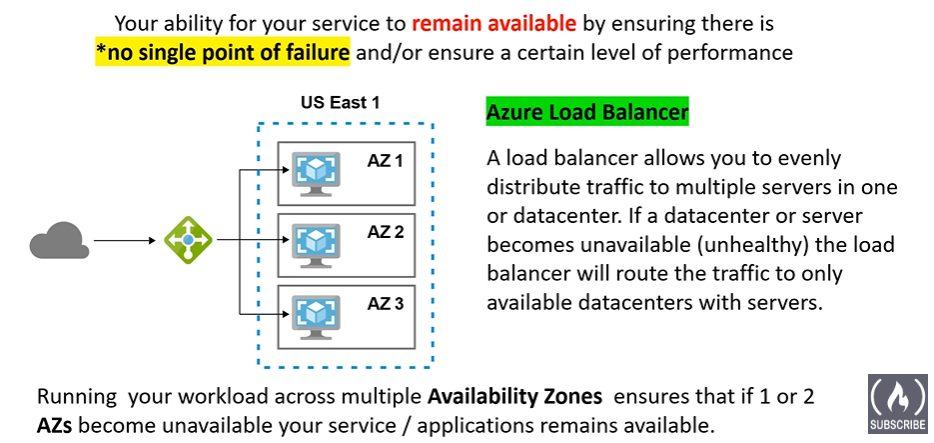 Your ability for your service to remain available by ensuring there is
*no single point of failure and/or ensure a certain level of performance
US East 1
AZ 1
AZ 2
AZ 3
Azure Load Balancer
A load balancer allows you to evenly
distribute traffic to multiple servers in one
or datacenter. If a datacenter or server
becomes unavailable (unhealthy) the load
balancer will route the traffic to only
available datacenters with servers.
Running your workload across multiple Availability Zones ensures that if 1 or 2
AZs become unavailable your service / applications remains available.
SUBSCRIBE